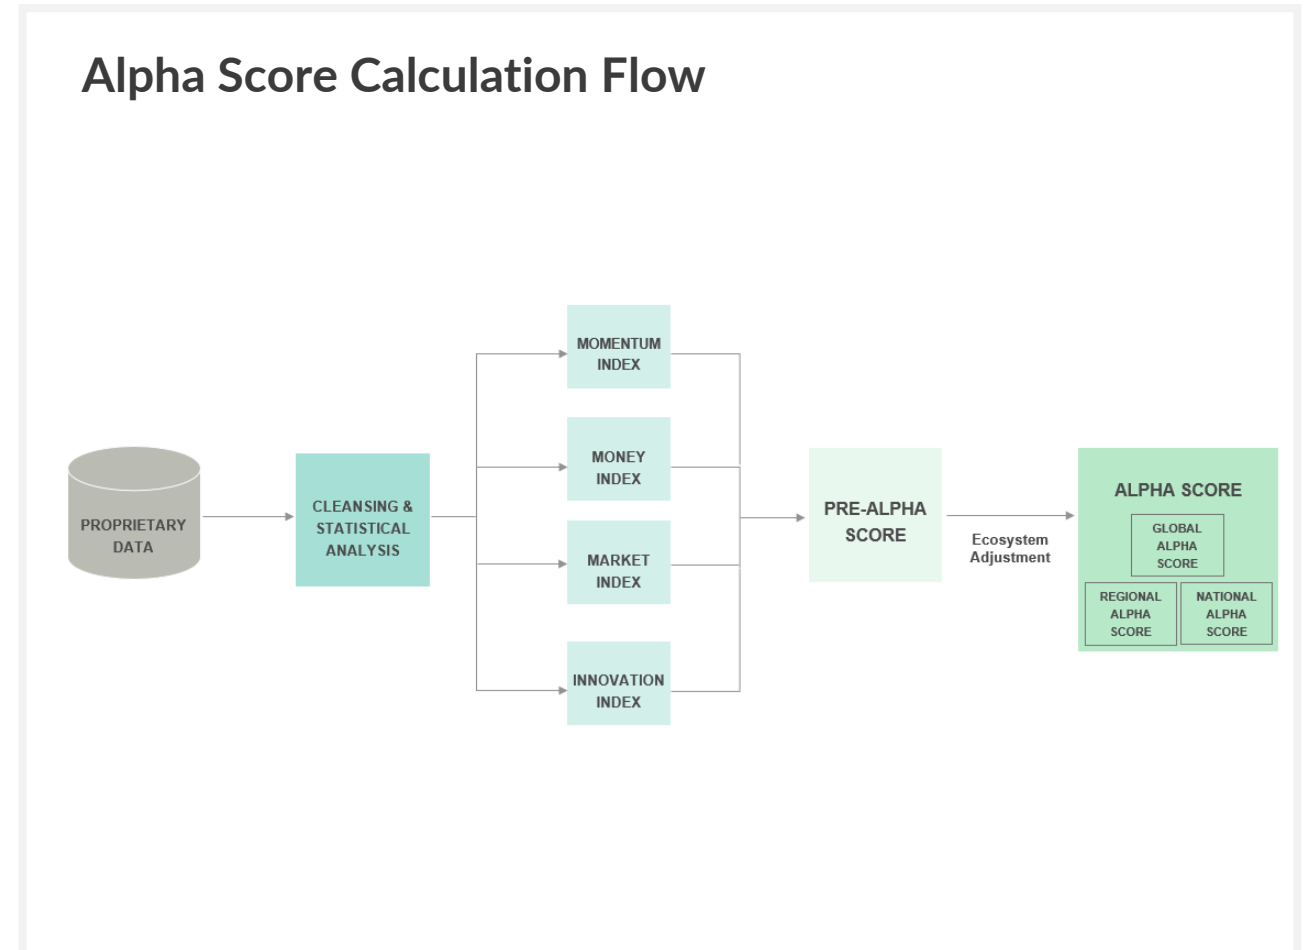 Alpha Score Calculation Flow
PROPRIETARY
DATA
CLEANSING &
STATISTICAL
ANALYSIS
MOMENTUM
INDEX
MONEY
INDEX
MARKET
INDEX
INNOVATION
INDEX
PRE-ALPHA
SCORE
Ecosystem
Adjustment
ALPHA SCORE
GLOBAL
ALPHA
SCORE
REGIONAL
ALPHA
SCORE
NATIONAL
ALPHA
SCORE